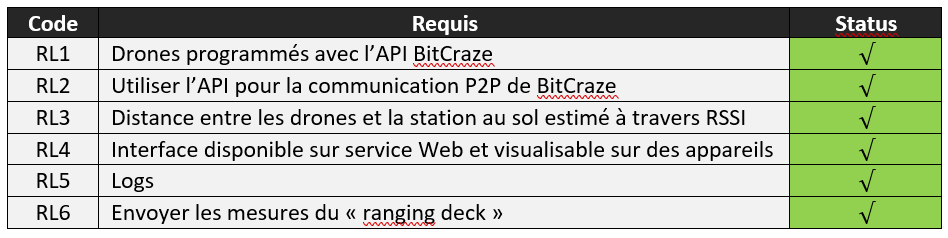 Code Requis Status
RL1 Drones programmés avec l’API BitCraze √
RL2 Utiliser l’API pour la communication P2P de BitCraze √
RL3 Distance entre les drones et la station au sol estimé à travers RSSI √
RL4 Interface disponible sur service Web et visualisable sur des appareils √
RL5 Logs √
RL6 Envoyer les mesures du « ranging deck » √